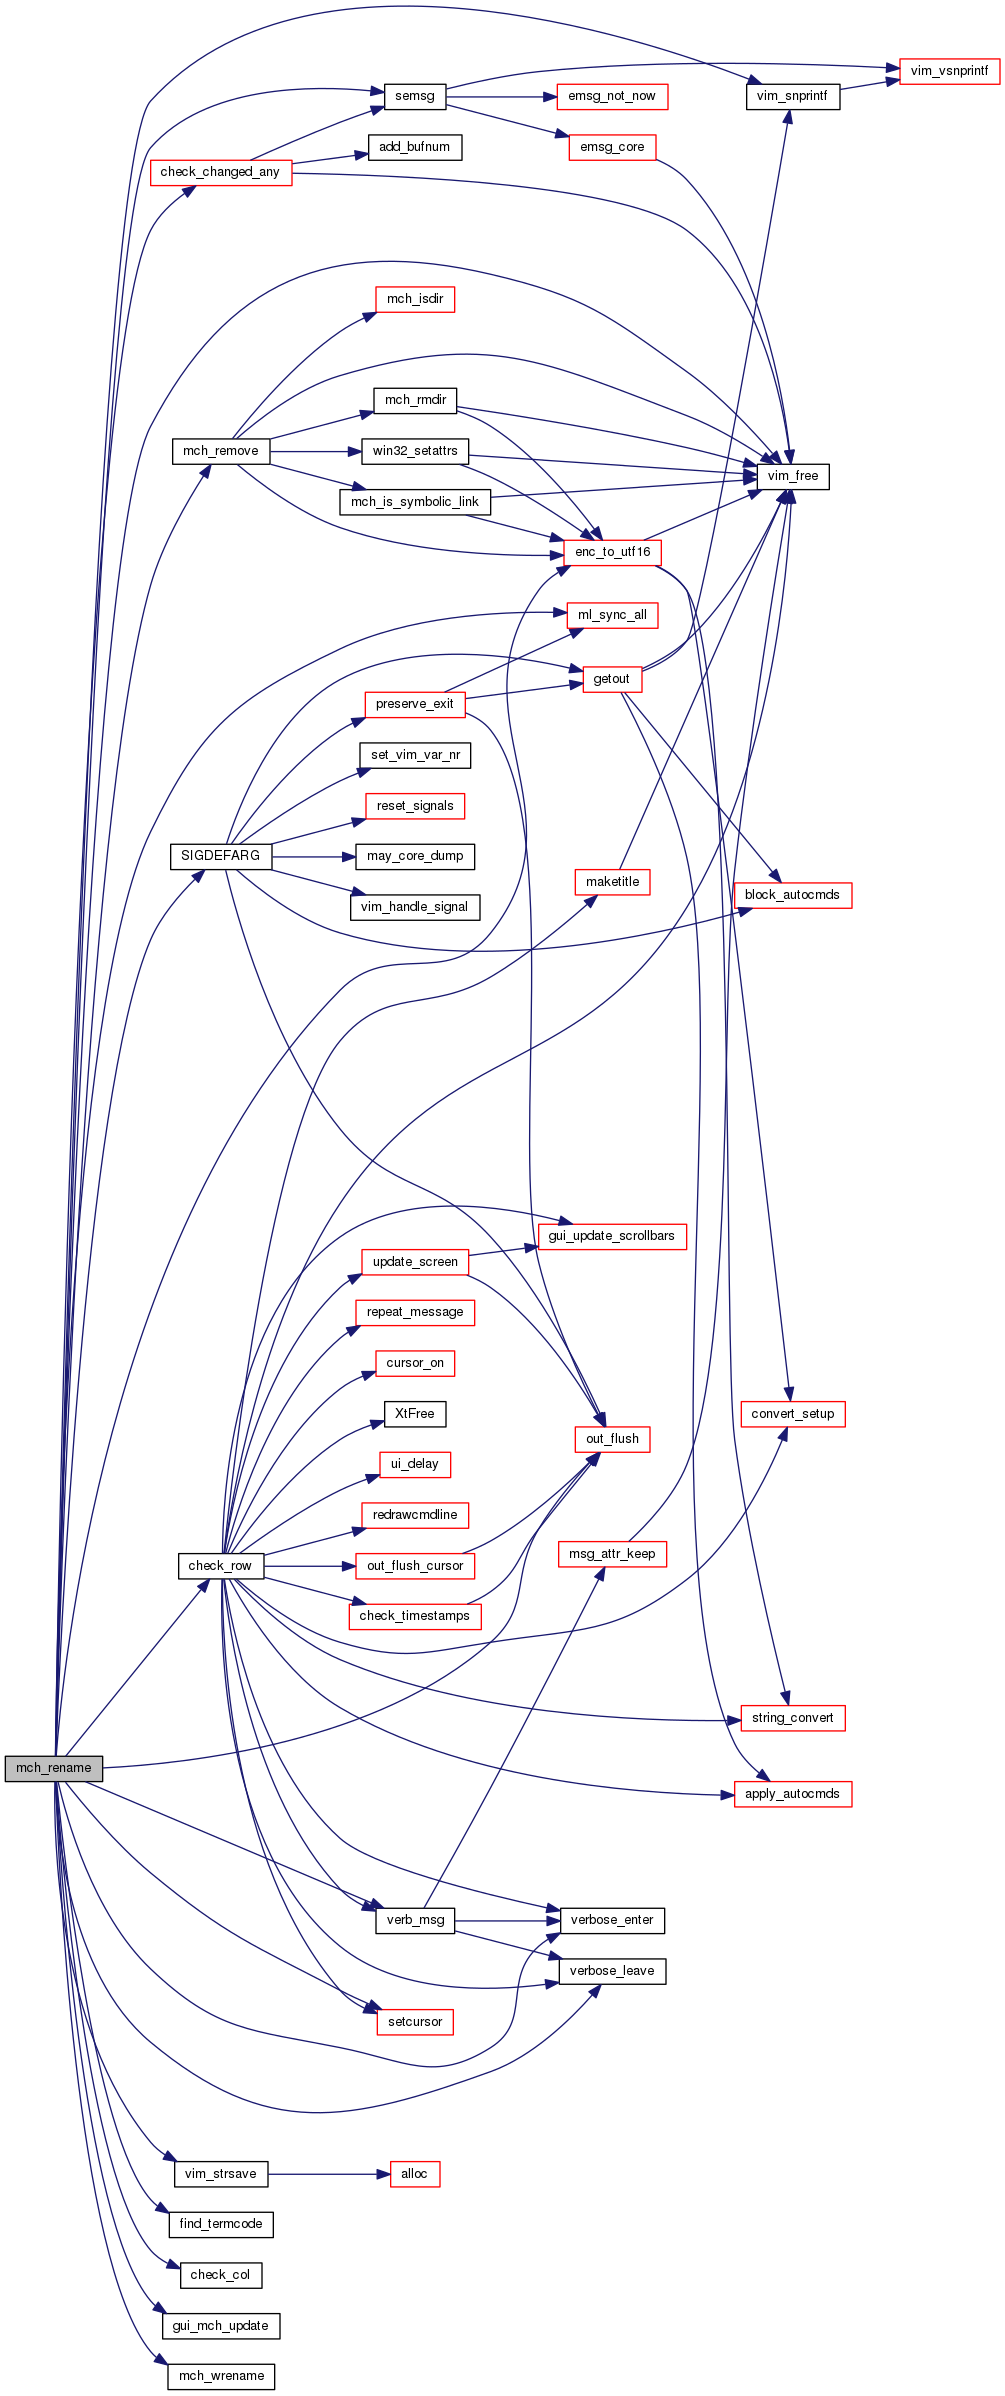 vim_vsnprintf
semsg
emsg_not_now
vim_snprintf
add_bufnum
emsg_core
check_changed_any
mch_isdir
mch_rmdir
mch_remove
win32_setattrs
vim_free
mch_is_symbolic_link
enc_to_utf16
ml_sync_all
getout
preserve_exit
set_vim_var_nr
reset_signals
SIGDEFARG
may_core_dump
maketitle
block_autocmds
vim_handle_signal
gui_update_scrollbars
update_screen
repeat_message
cursor_on
XtFree
convert_setup
out_flush
ui_delay
redrawcmdline
msg_attr_keep
check_row
out_flush_cursor
check_timestamps
string_convert
mch_rename
apply_autocmds
verb_msg
verbose_enter
verbose_leave
setcursor
vim_strsave
alloc
find_termcode
check_col
gui_mch_update
mch_wrename